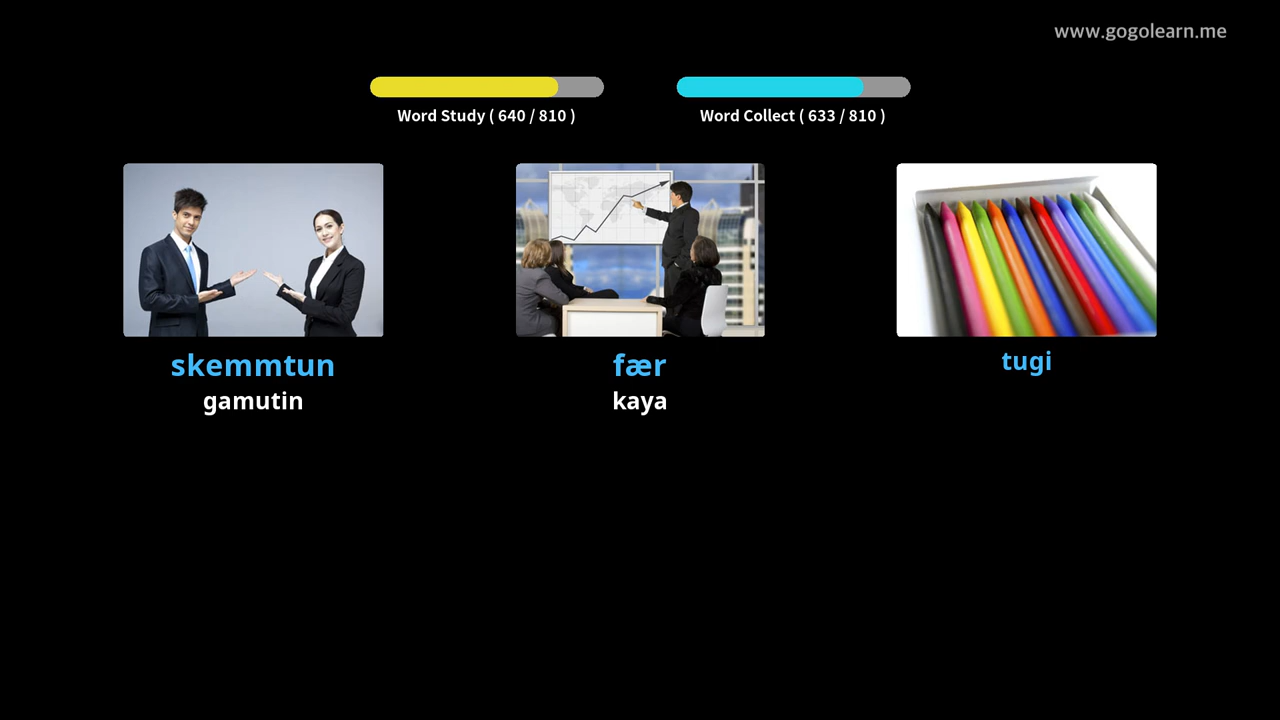 www.gogolearn.me
Word Study ( 640 / 810 )
Word Collect ( 633 / 810 )
skemmtun
gamutin
fær
kaya
tugi